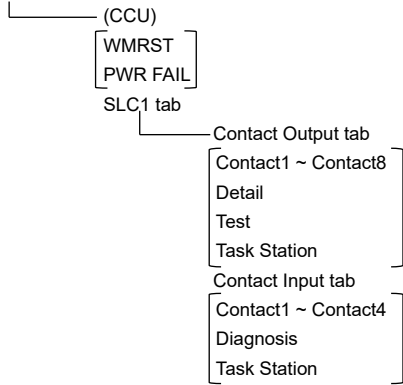 (CCU)
WMRST
PWR FAIL
SLC1 tab
Contact Output tab
Contact1 ~ Contact8
Detail
Test
Task Station
Contact Input tab
Contact1 ~ Contact4
Diagnosis
Task Station